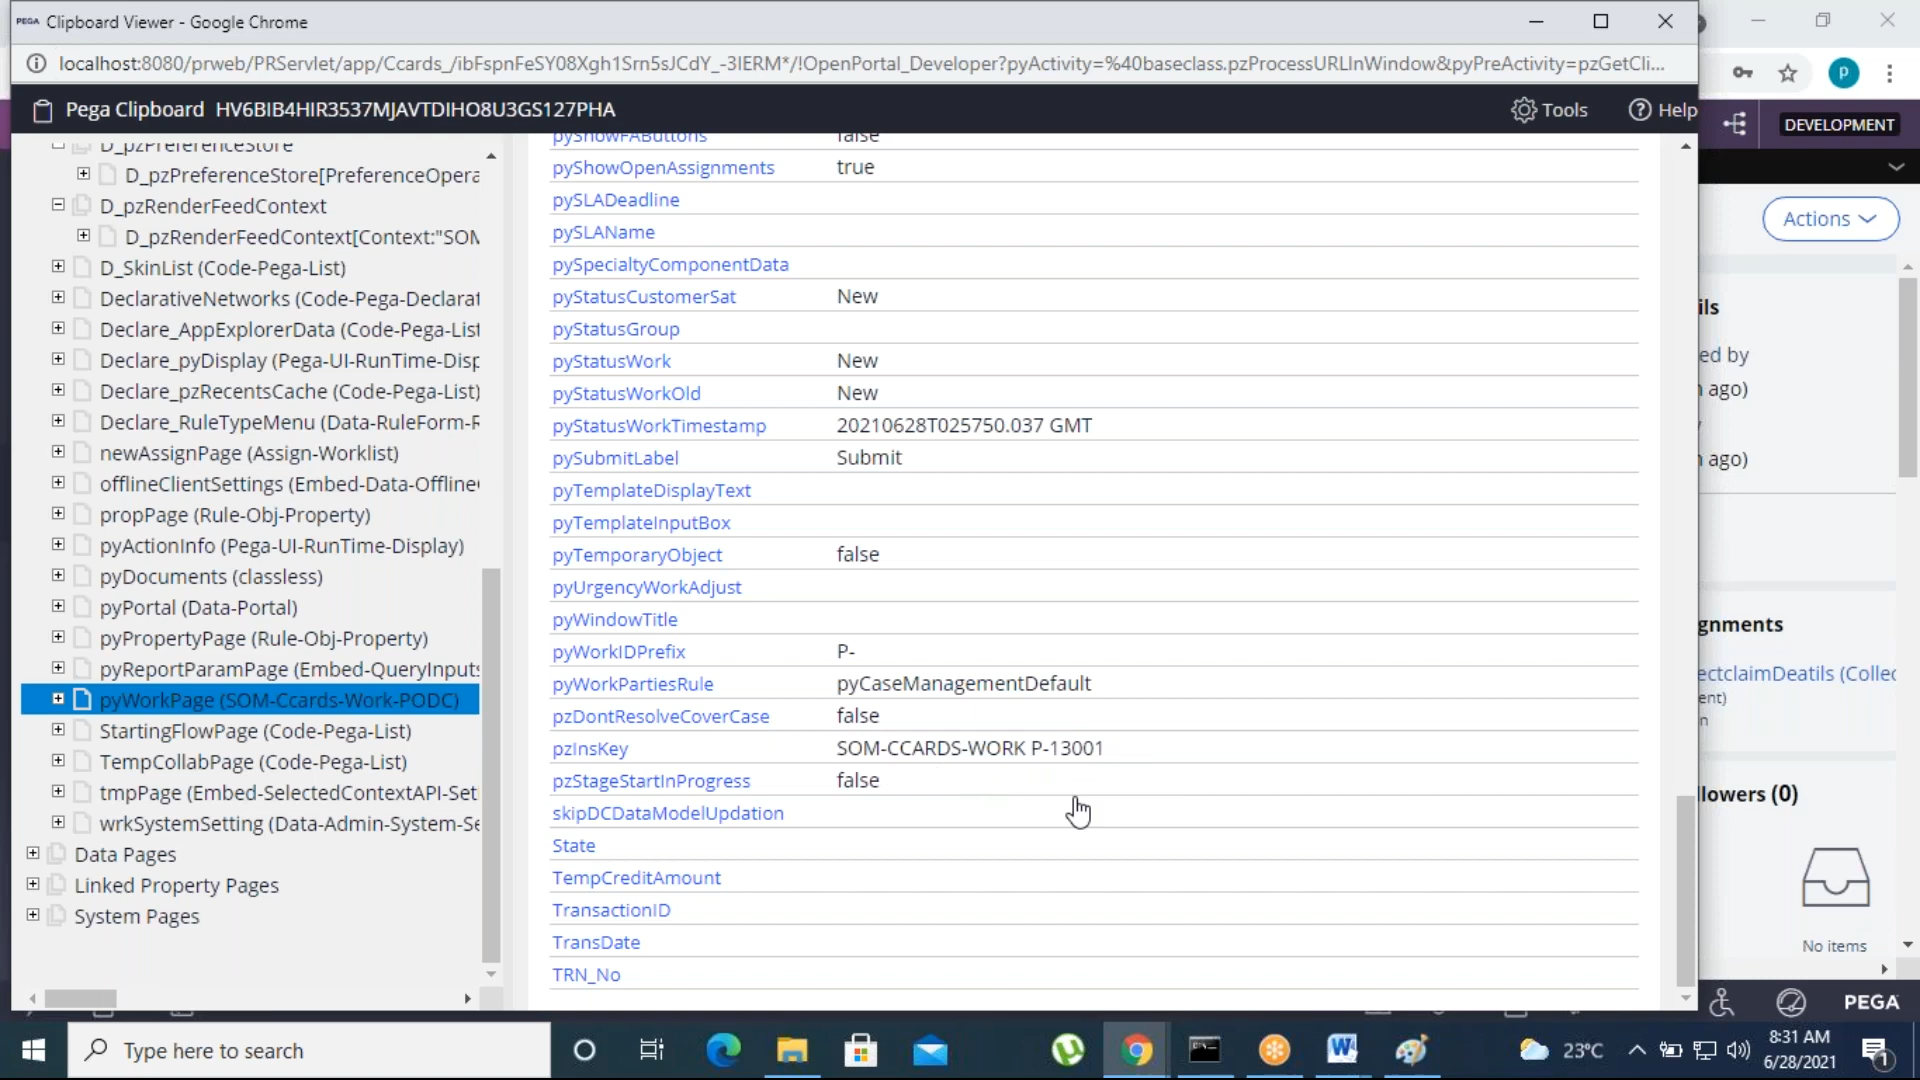 PEGA Clipboard Viewer - Google Chrome
localhost:8080/prweb/PRServlet/app/Ccards_/ibFspnFeSY08Xgh1Srn5sJCdY_-3IERM*/!OpenPortal_Developer?pyActivity=%40baseclass.pzProcessURLInWindow&pyPreActivity=pzGetCli...
P
Pega Clipboard HV6BIB4HIR3537MJAVTDIHO8U3GS127PHA
Tools
Help
DEVELOPMENT
D_pzPreferenceStore
D_pzPreferenceStore[PreferenceOpera
D_pzRenderFeedContext
D_pzRenderFeedContext[Context:"SOM
D_SkinList (Code-Pega-List)
DeclarativeNetworks (Code-Pega-Declarat
Declare_AppExplorerData (Code-Pega-List
Declare_pyDisplay (Pega-UI-RunTime-Disp
Declare_pzRecentsCache (Code-Pega-List)
Declare_RuleTypeMenu (Data-RuleForm-R
newAssignPage (Assign-Worklist)
offlineClientSettings (Embed-Data-Offline
propPage (Rule-Obj-Property)
pyActionInfo (Pega-UI-RunTime-Display)
pyDocuments (classless)
pyPortal (Data-Portal)
pyPropertyPage (Rule-Obj-Property)
pyReportParamPage (Embed-QueryInputs
pyWorkPage (SOM-Ccards-Work-PODC)
StartingFlowPage (Code-Pega-List)
TempCollabPage (Code-Pega-List)
tmpPage (Embed-SelectedContextAPI-Set
wrkSystemSetting (Data-Admin-System-Se
Data Pages
Linked Property Pages
System Pages
pyShowFAButtons false
pyShowOpenAssignments true
pySLADeadline
pySLAName
pySpecialtyComponentData
pyStatusCustomerSat New
pyStatusGroup
pyStatusWork New
pyStatusWorkOld New
pyStatusWorkTimestamp 20210628T025750.037 GMT
pySubmitLabel Submit
pyTemplateDisplayText
pyTemplateInputBox
pyTemporaryObject false
pyUrgencyWorkAdjust
pyWindowTitle
pyWorkIDPrefix P-
pyWorkPartiesRule pyCaseManagementDefault
pzDontResolveCoverCase false
pzInsKey SOM-CCARDS-WORK P-13001
pzStageStartInProgress false
skipDCDataModelUpdation
State
TempCreditAmount
TransactionID
TransDate
TRN_No
Actions
ils
ed by
ago)
ago)
gnments
ectclaimDeatils (Collec
ent)
n
llowers (0)
No items
PEGA
Type here to search
23°C
8:31 AM
6/28/2021
1